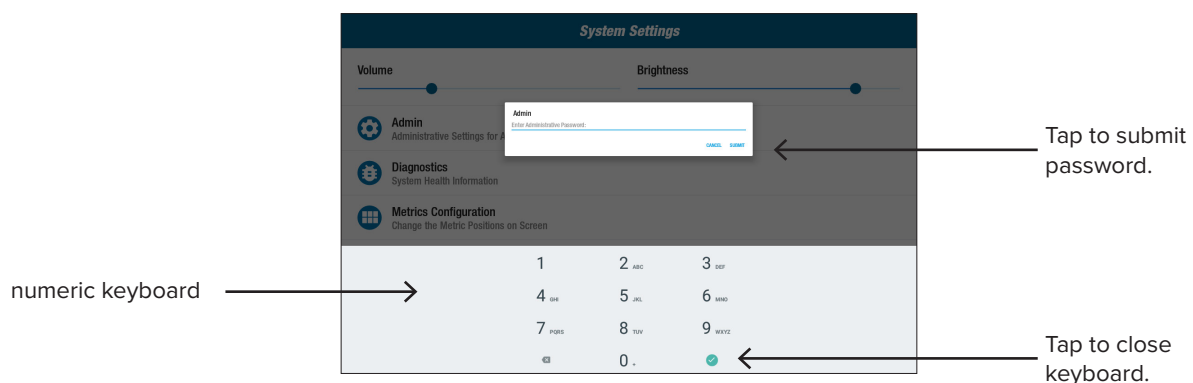 System Settings
Volume
Brightness
Admin
Enter Administrative Password:
CANCEL SUBMIT
Admin
Administrative Settings for A
Diagnostics
System Health Information
Metrics Configuration
Change the Metric Positions on Screen
Tap to submit
password.
numeric keyboard
1 2 ABC 3 DEF
4 GHI 5 JKL 6 MNO
7 PQRS 8 TUV 9 WXYZ
0 +
Tap to close
keyboard.